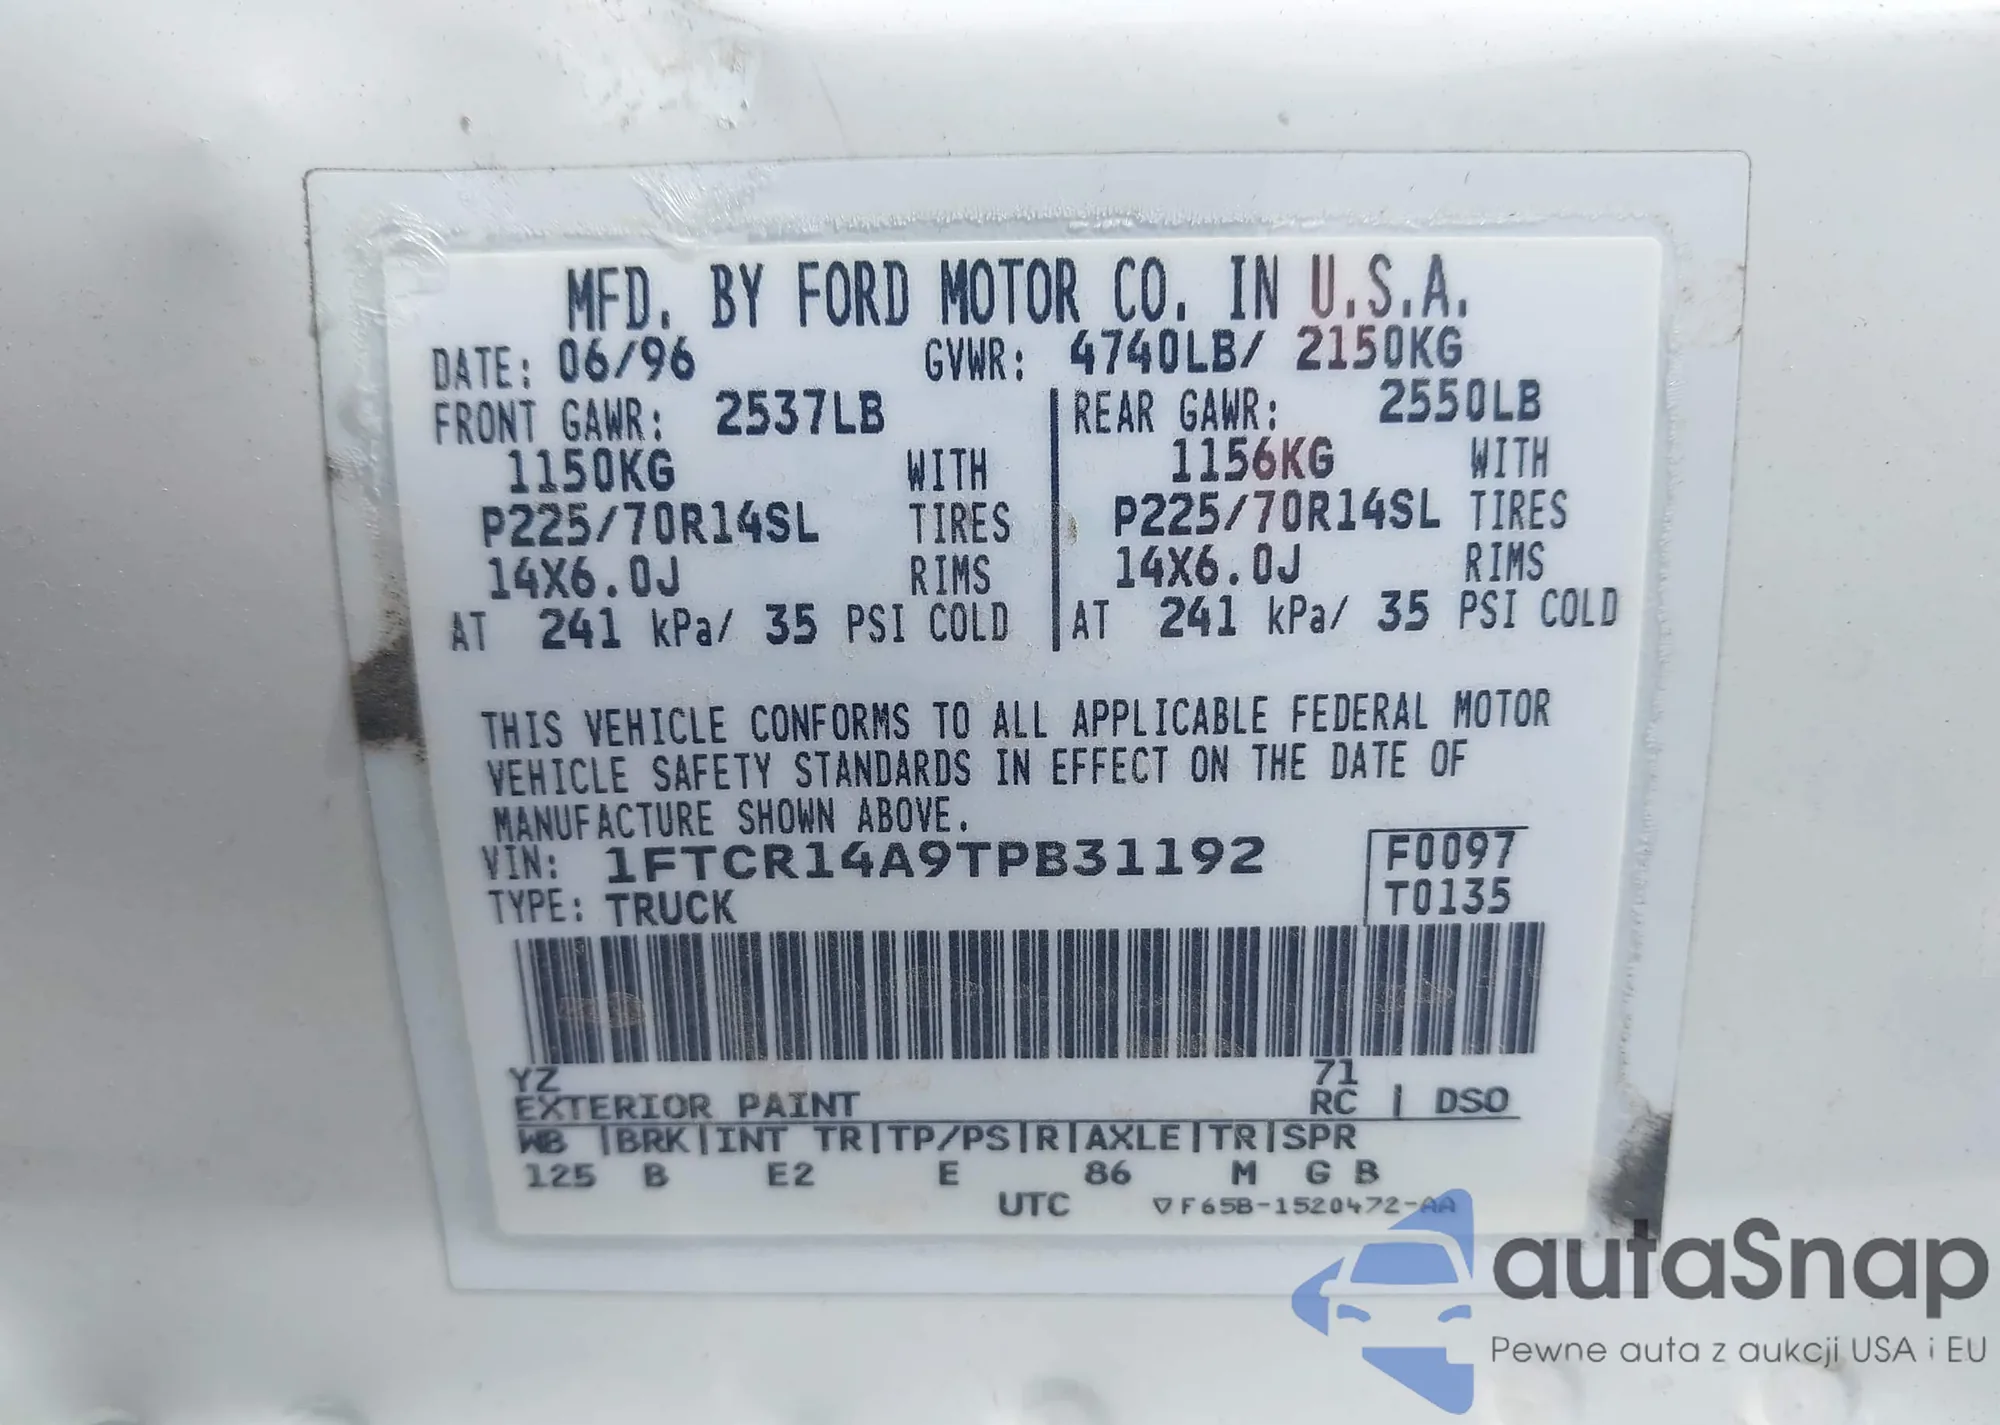 MFD. BY FORD MOTOR CO. IN U.S.A.
DATE: 06/96 GVWR: 4740LB/ 2150KG
FRONT GAWR: 2537LB REAR GAWR: 2550LB
1150KG WITH 1156KG WITH
P225/70R14SL TIRES P225/70R14SL TIRES
14X6.0J RIMS 14X6.0J RIMS
AT 241 kPa/ 35 PSI COLD AT 241 kPa/ 35 PSI COLD
THIS VEHICLE CONFORMS TO ALL APPLICABLE FEDERAL MOTOR
VEHICLE SAFETY STANDARDS IN EFFECT ON THE DATE OF
MANUFACTURE SHOWN ABOVE.
VIN: 1FTCR14A9TPB31192 F0097
TYPE: TRUCK T0135
YZ 71
EXTERIOR PAINT RC | DSO
WB |BRK|INT TR|TP/PS|R|AXLE|TR|SPR
125 B E2 E 86 M G B
UTC ▽F65B-1520472-AA
autaSnap
Pewne auta z aukcji USA i EU